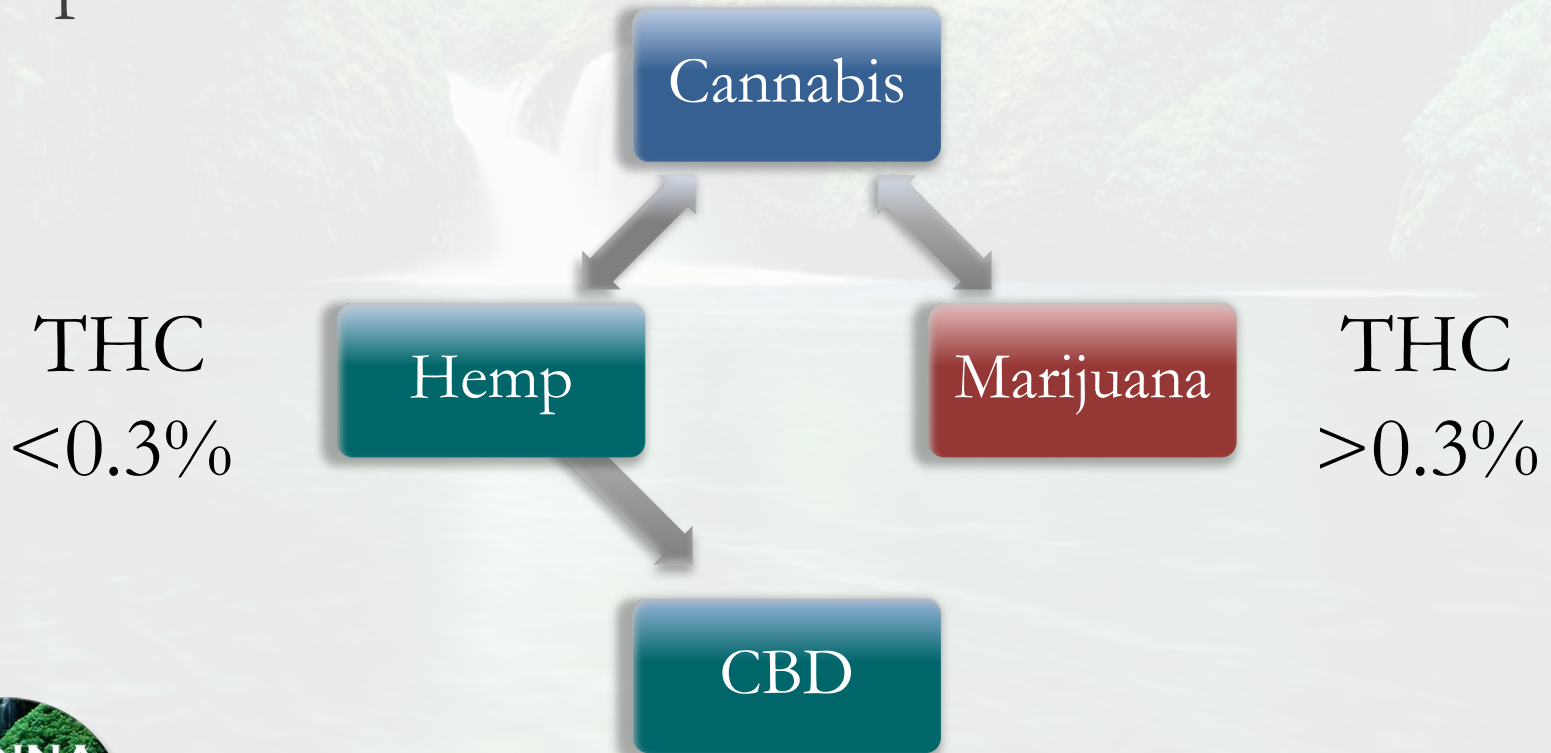 Cannabis
THC
<0.3%
Hemp
Marijuana
THC
>0.3%
CBD